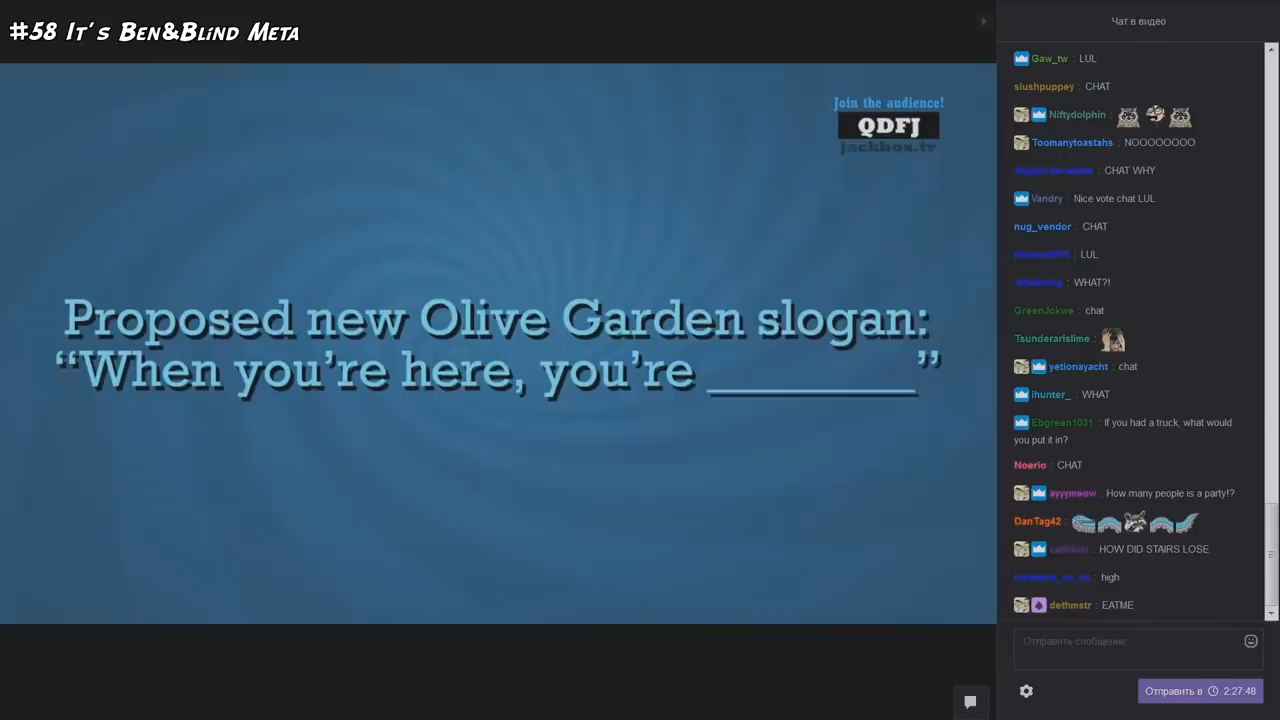 #58 It's Ben&Blind Meta
Join the audience!
QDFJ
jackbox.tv
Proposed new Olive Garden slogan:
“When you’re here, you’re ________”
Чат в видео
Gaw_tw : LUL
slushpuppey : CHAT
Niftydolphin :
Toomanytoastahs : NOOOOOOOO
: CHAT WHY
Vandry : Nice vote chat LUL
nug_vendor : CHAT
: LUL
: WHAT?!
GreenJokwe : chat
Tsunderarislime :
yetionayacht : chat
ihunter_ : WHAT
Ebgreen1031 : If you had a truck, what would
you put it in?
Noerio : CHAT
ayyymeow : How many people is a party!?
DanTag42 :
: HOW DID STAIRS LOSE
: high
dethmstr : EATME
Отправить сообщение
Отправить в 2:27:48